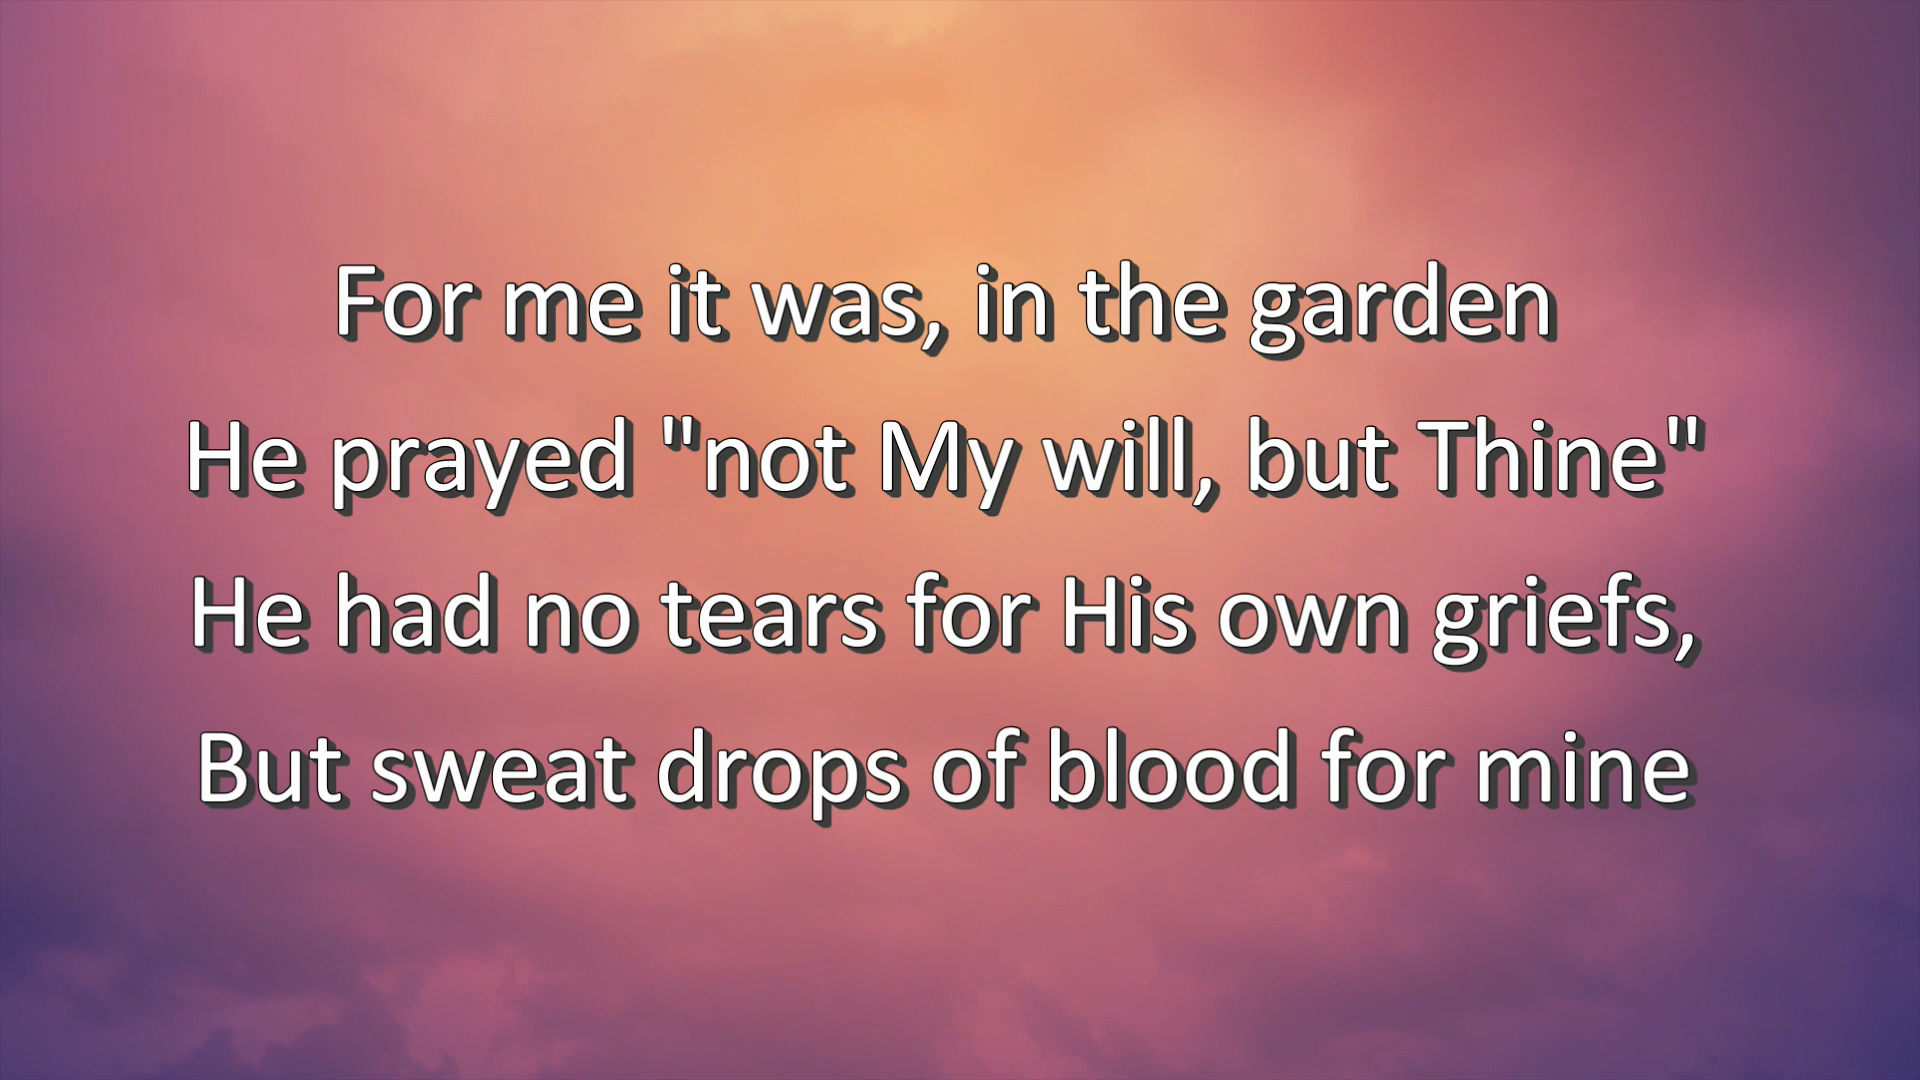 For me it was, in the garden
He prayed "not My will, but Thine"
He had no tears for His own griefs,
But sweat drops of blood for mine